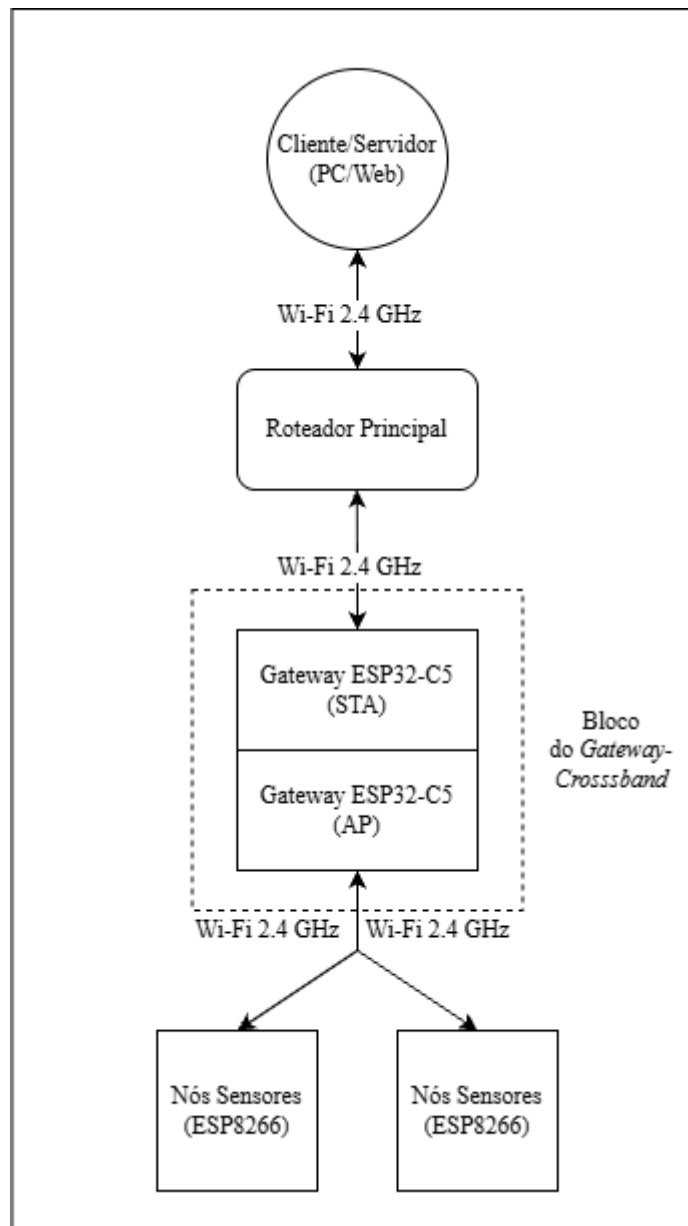 Cliente/Servidor
(PC/Web)
Wi-Fi 2.4 GHz
Roteador Principal
Wi-Fi 2.4 GHz
Gateway ESP32-C5
(STA)
Bloco
do Gateway-
Crosssband
Gateway ESP32-C5
(AP)
Wi-Fi 2.4 GHz Wi-Fi 2.4 GHz
Nós Sensores
(ESP8266)
Nós Sensores
(ESP8266)